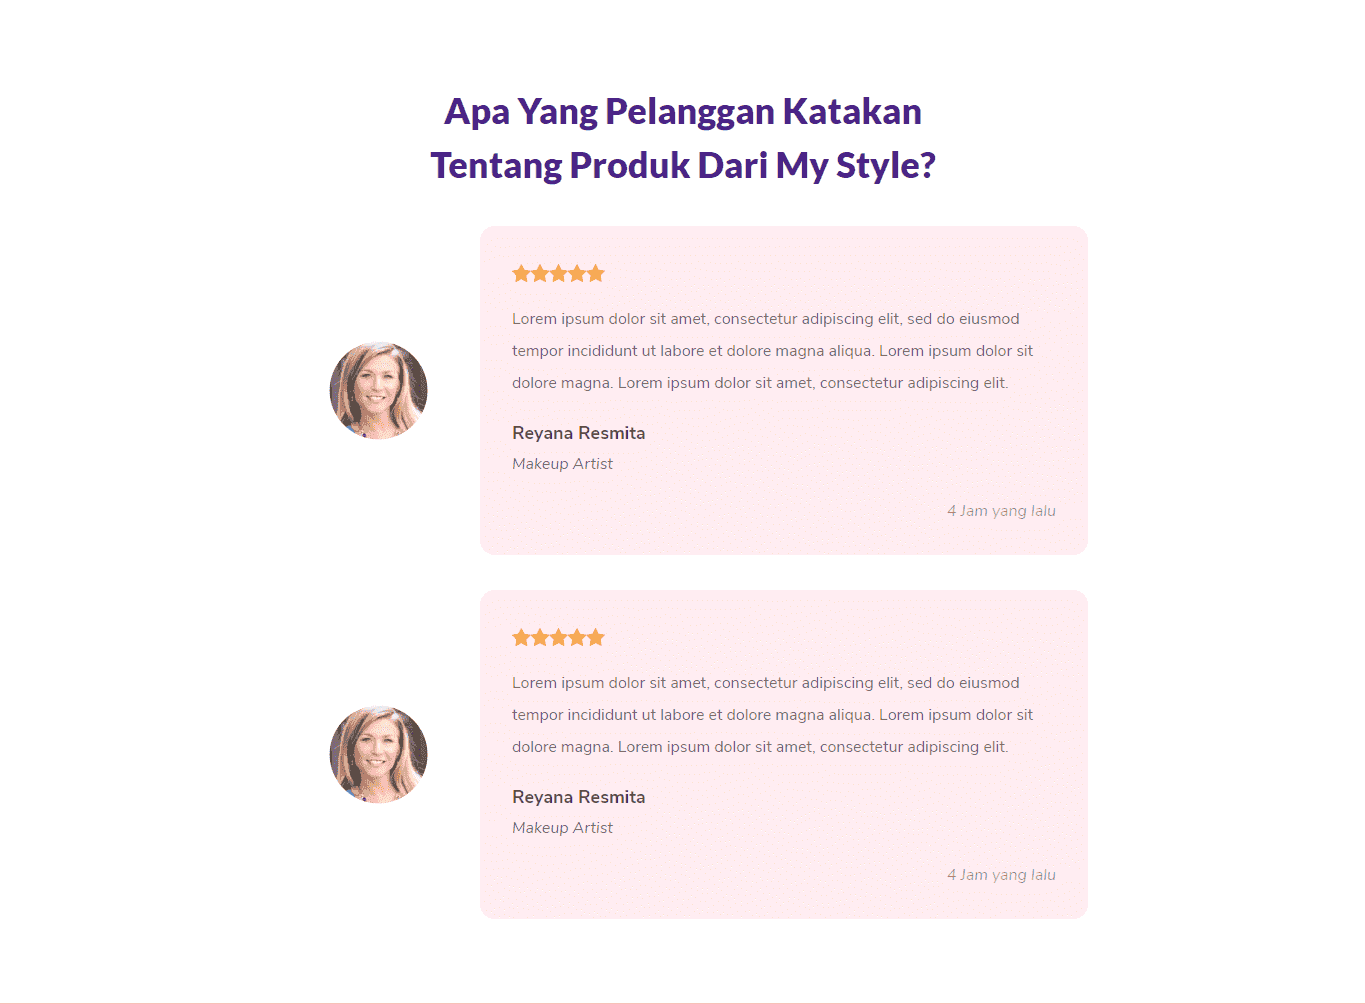 Apa Yang Pelanggan Katakan
Tentang Produk Dari My Style?
Lorem ipsum dolor sit amet, consectetur adipiscing elit, sed do eiusmod
tempor incididunt ut labore et dolore magna aliqua. Lorem ipsum dolor sit
dolore magna. Lorem ipsum dolor sit amet, consectetur adipiscing elit.
Reyana Resmita
Makeup Artist
4 Jam yang lalu
Lorem ipsum dolor sit amet, consectetur adipiscing elit, sed do eiusmod
tempor incididunt ut labore et dolore magna aliqua. Lorem ipsum dolor sit
dolore magna. Lorem ipsum dolor sit amet, consectetur adipiscing elit.
Reyana Resmita
Makeup Artist
4 Jam yang lalu